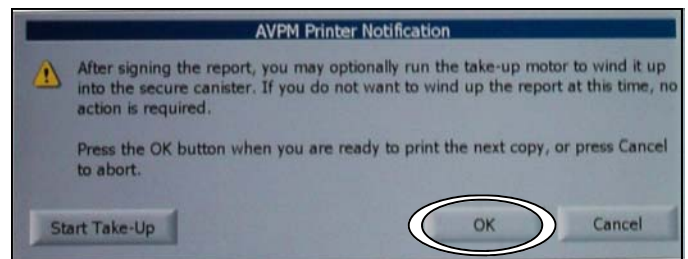 AVPM Printer Notification
After signing the report, you may optionally run the take-up motor to wind it up
into the secure canister. If you do not want to wind up the report at this time, no
action is required.
Press the OK button when you are ready to print the next copy, or press Cancel
to abort.
Start Take-Up
OK
Cancel